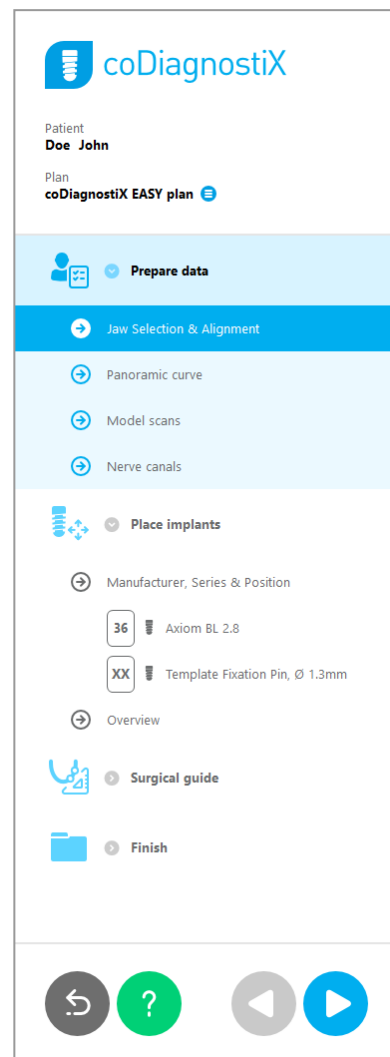 coDiagnostiX
Patient
Doe John
Plan
coDiagnostiX EASY plan
Prepare data
Jaw Selection & Alignment
Panoramic curve
Model scans
Nerve canals
Place implants
Manufacturer, Series & Position
36 Axiom BL 2.8
XX Template Fixation Pin, Ø 1.3mm
Overview
Surgical guide
Finish
?